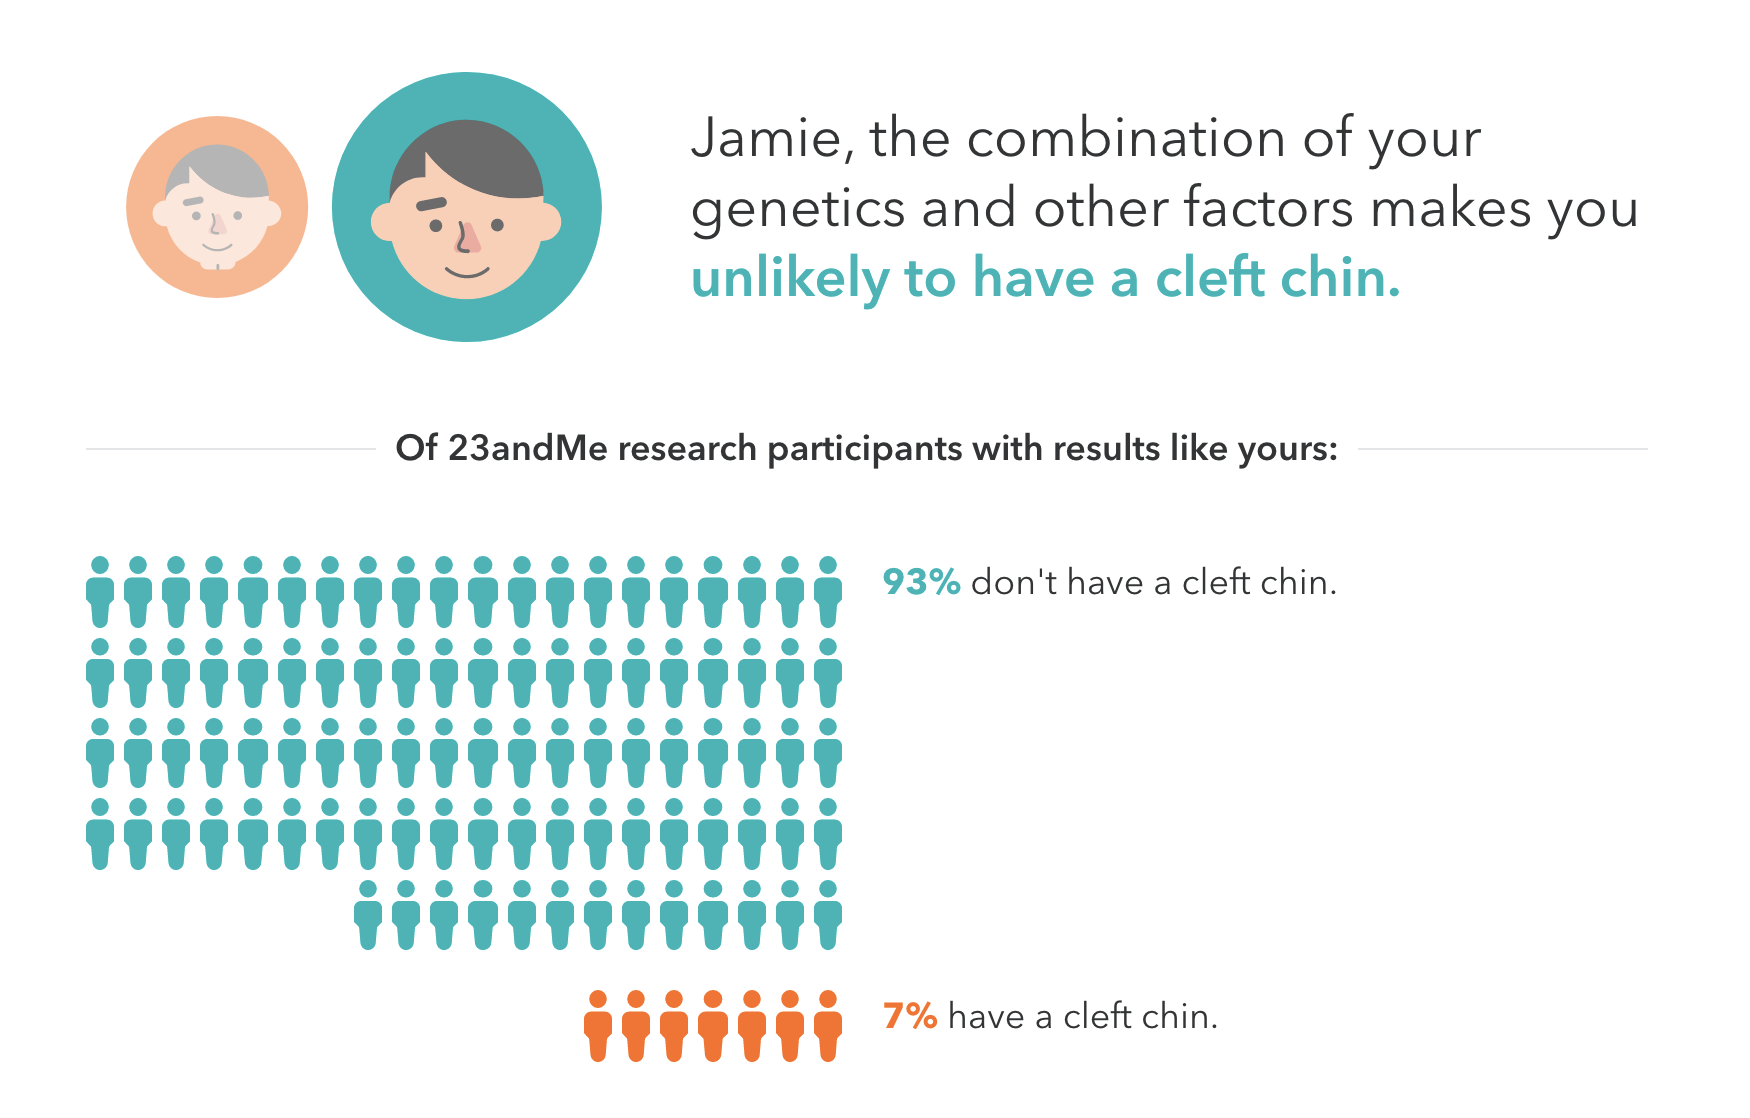 Jamie, the combination of your
genetics and other factors makes you
unlikely to have a cleft chin.
Of 23andMe research participants with results like yours:
93% don't have a cleft chin.
7% have a cleft chin.